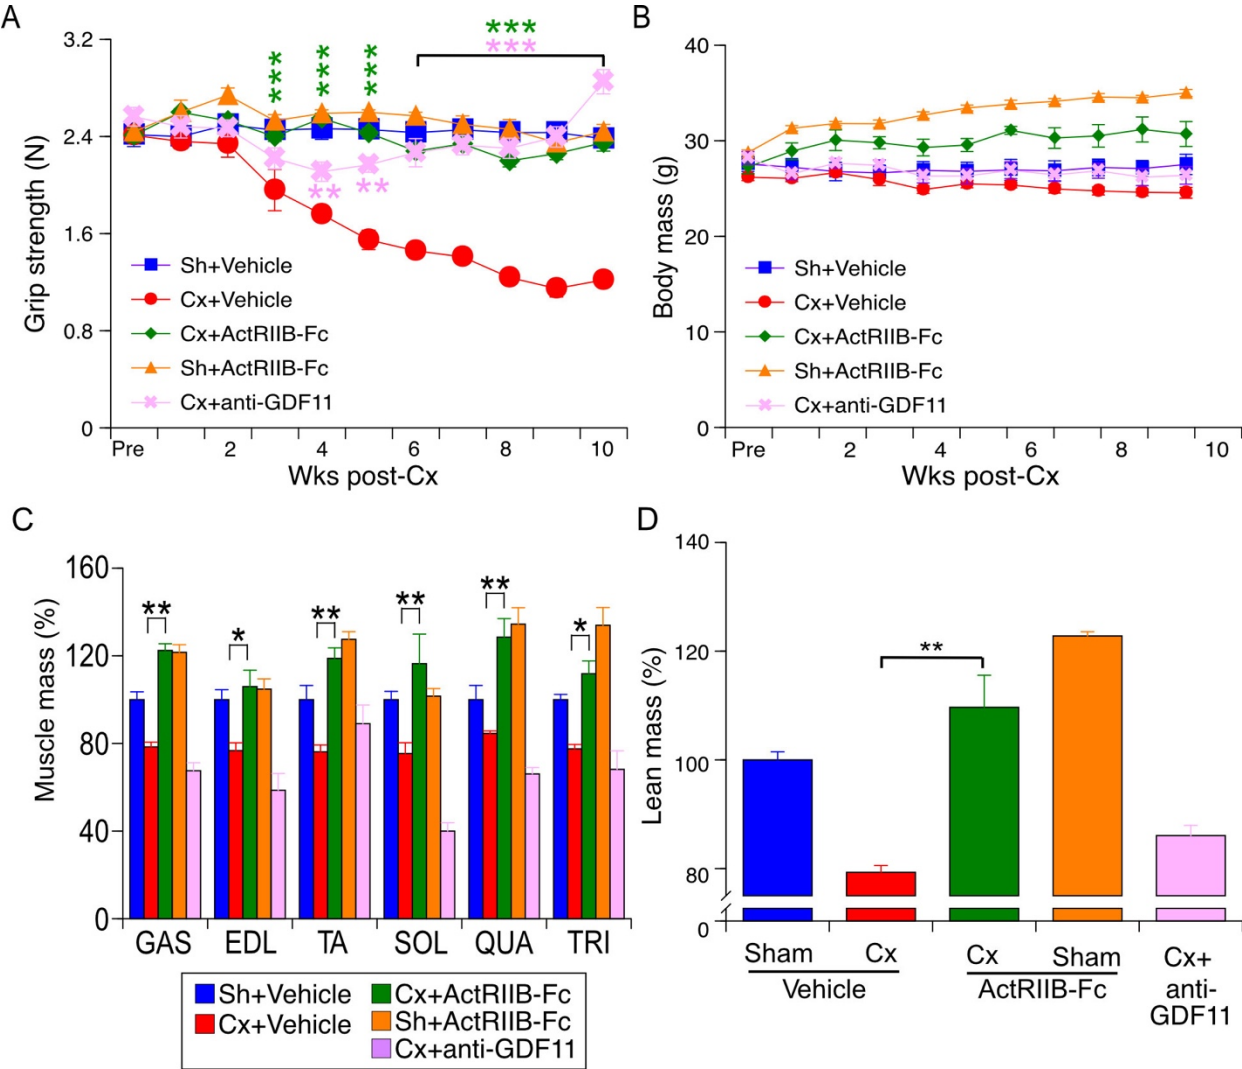 A
Grip strength (N)
3.2
2.4
1.6
0.8
0
***
***
***
***
***
**
**
Sh+Vehicle
Cx+Vehicle
Cx+ActRIIB-Fc
Sh+ActRIIB-Fc
Cx+anti-GDF11
Pre 2 4 6 8 10
Wks post-Cx
B
Body mass (g)
40
30
20
10
0
Sh+Vehicle
Cx+Vehicle
Cx+ActRIIB-Fc
Sh+ActRIIB-Fc
Cx+anti-GDF11
Pre 2 4 6 8 10
Wks post-Cx
C
Muscle mass (%)
160
120
80
40
0
** * ** ** ** *
GAS EDL TA SOL QUA TRI
Sh+Vehicle
Cx+Vehicle
Cx+ActRIIB-Fc
Sh+ActRIIB-Fc
Cx+anti-GDF11
D
Lean mass (%)
140
120
100
80
0
**
Sham Cx Cx Sham Cx+
Vehicle ActRIIB-Fc anti-
GDF11